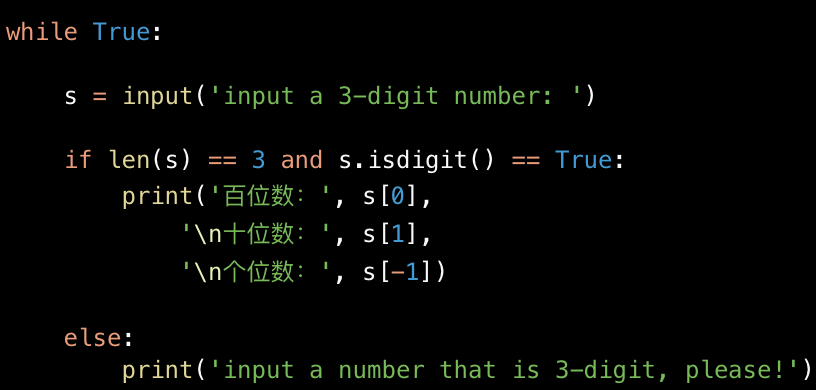 while True:
    s = input('input a 3-digit number: ')
    if len(s) == 3 and s.isdigit() == True:
        print('百位数：', s[0],
            '\n十位数：', s[1],
            '\n个位数：', s[-1])
    else:
        print('input a number that is 3-digit, please!')